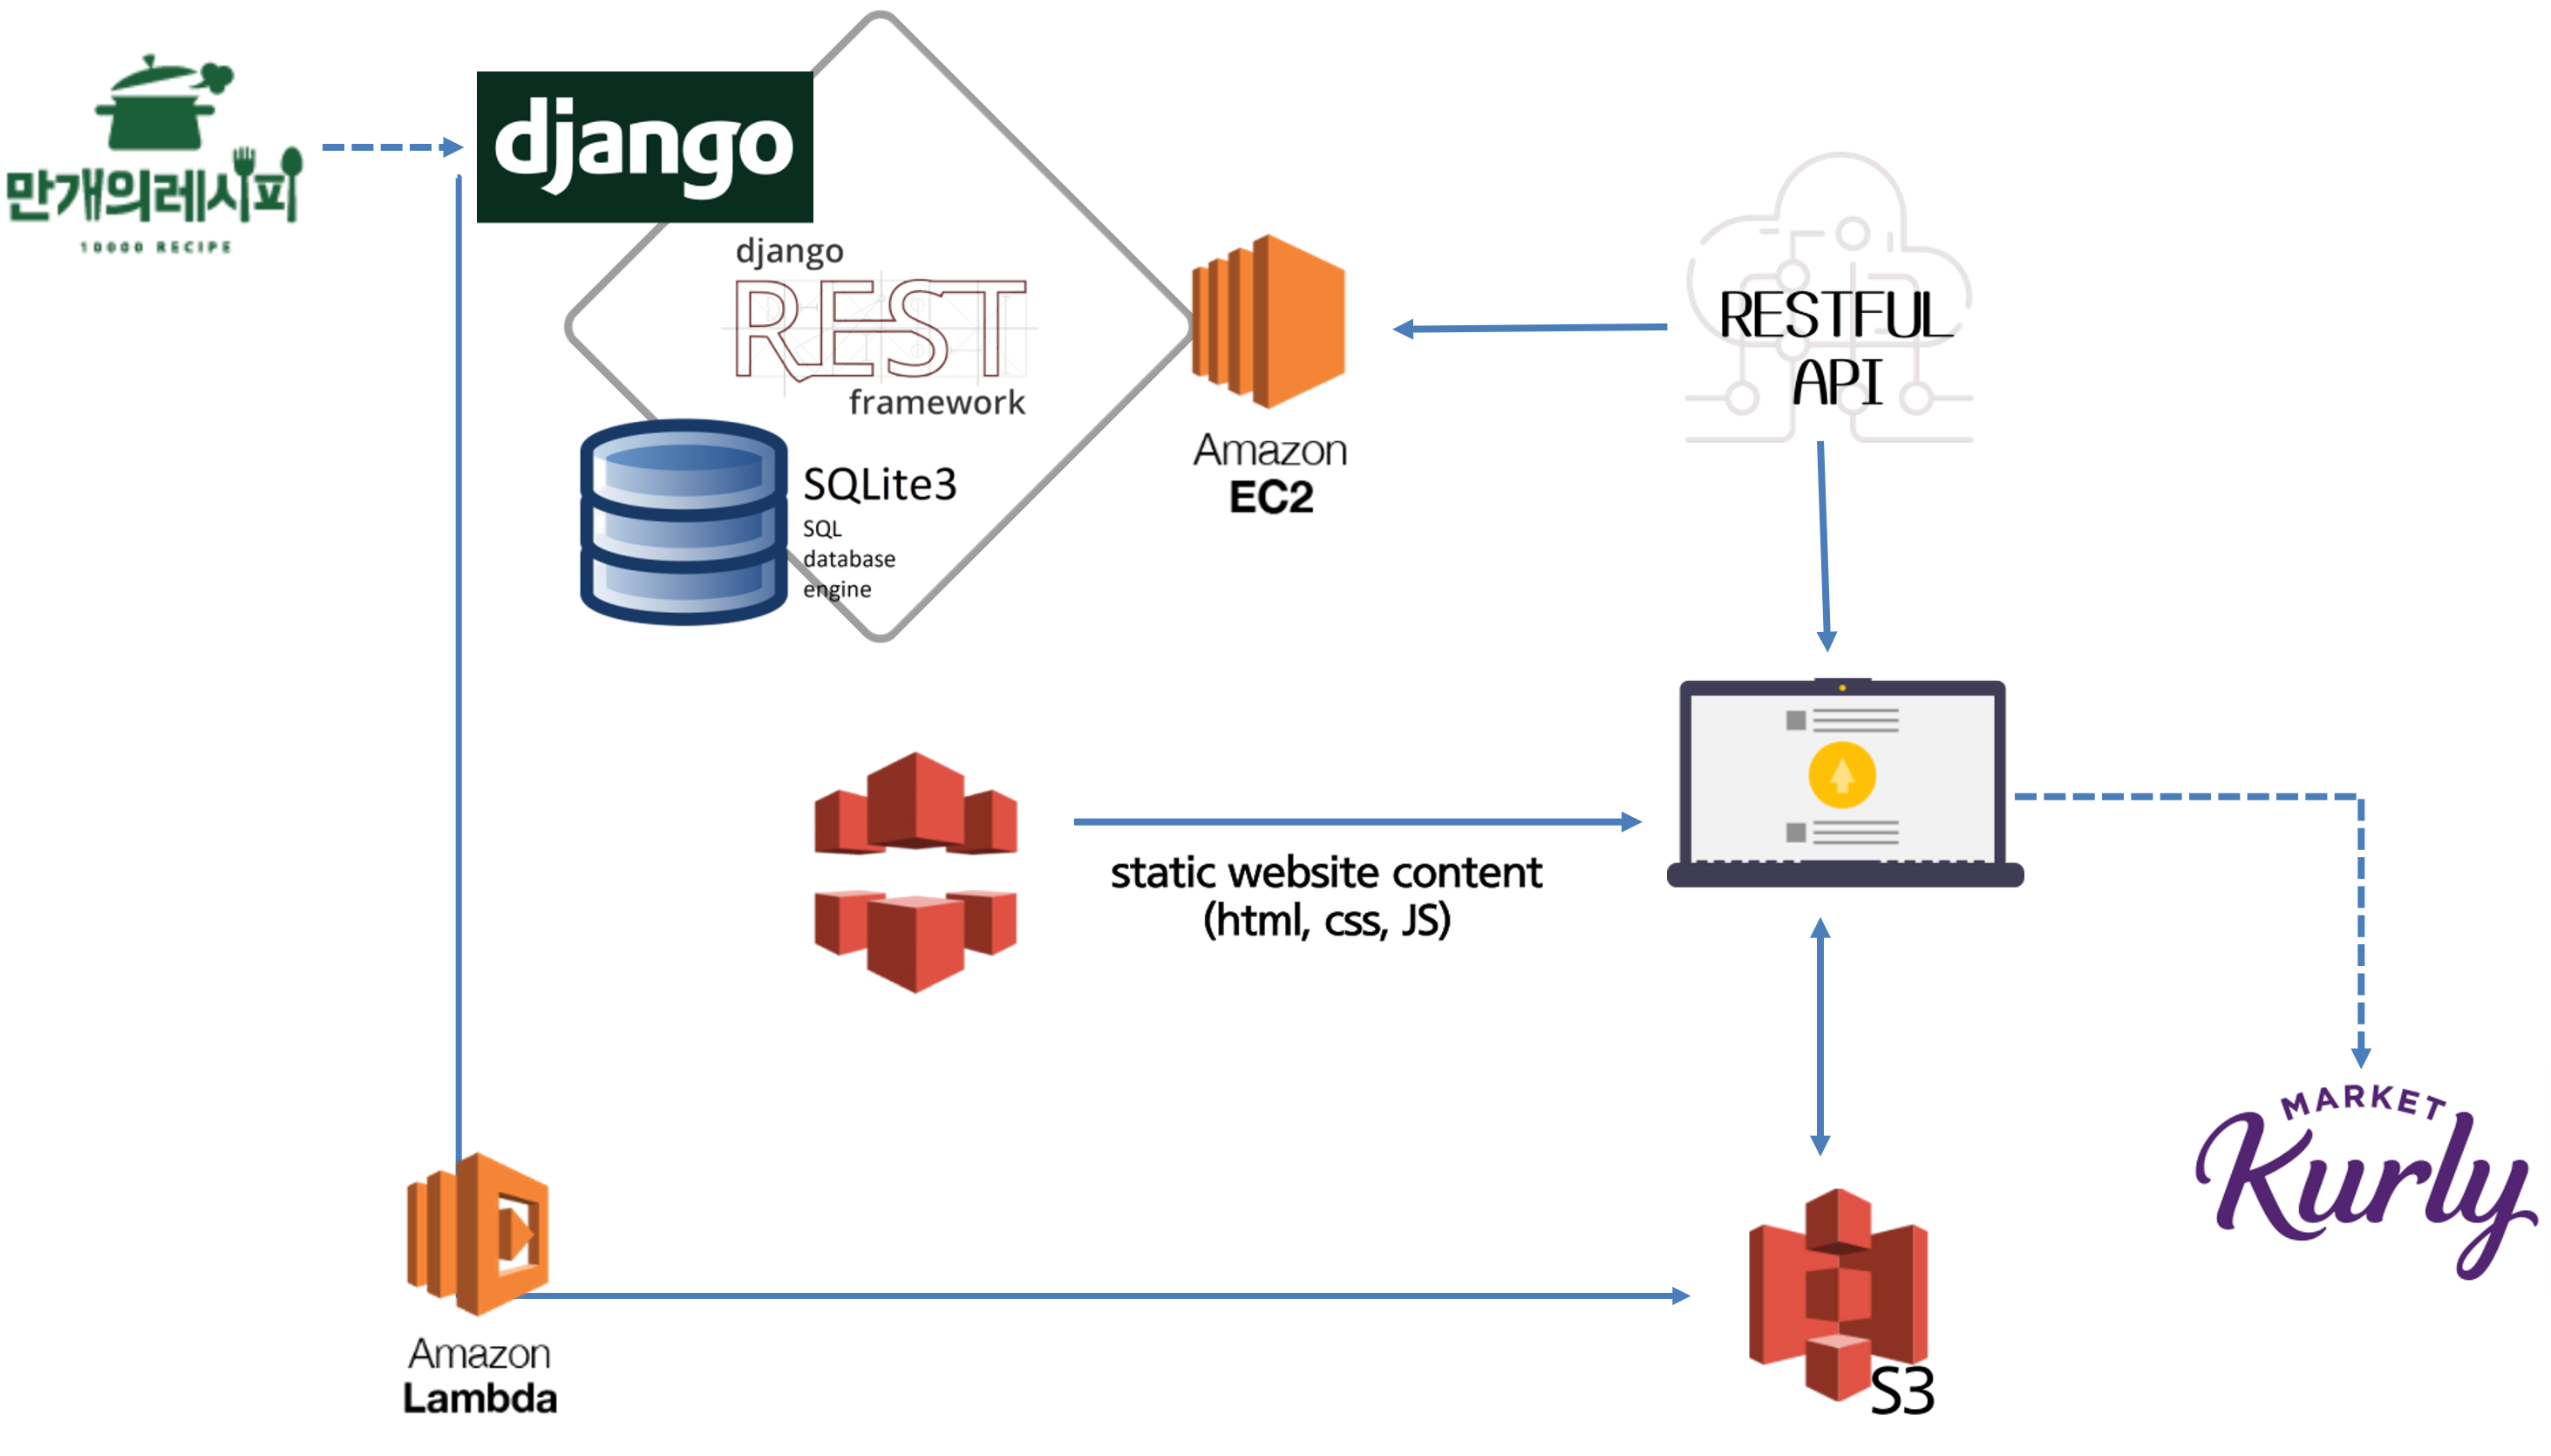 만개의레시피
10000 RECIPE
django
django
REST
framework
SQLite3
SQL
database
engine
Amazon
EC2
RESTFUL
API
static website content
(html, css, JS)
MARKET
Kurly
Amazon
Lambda
S3